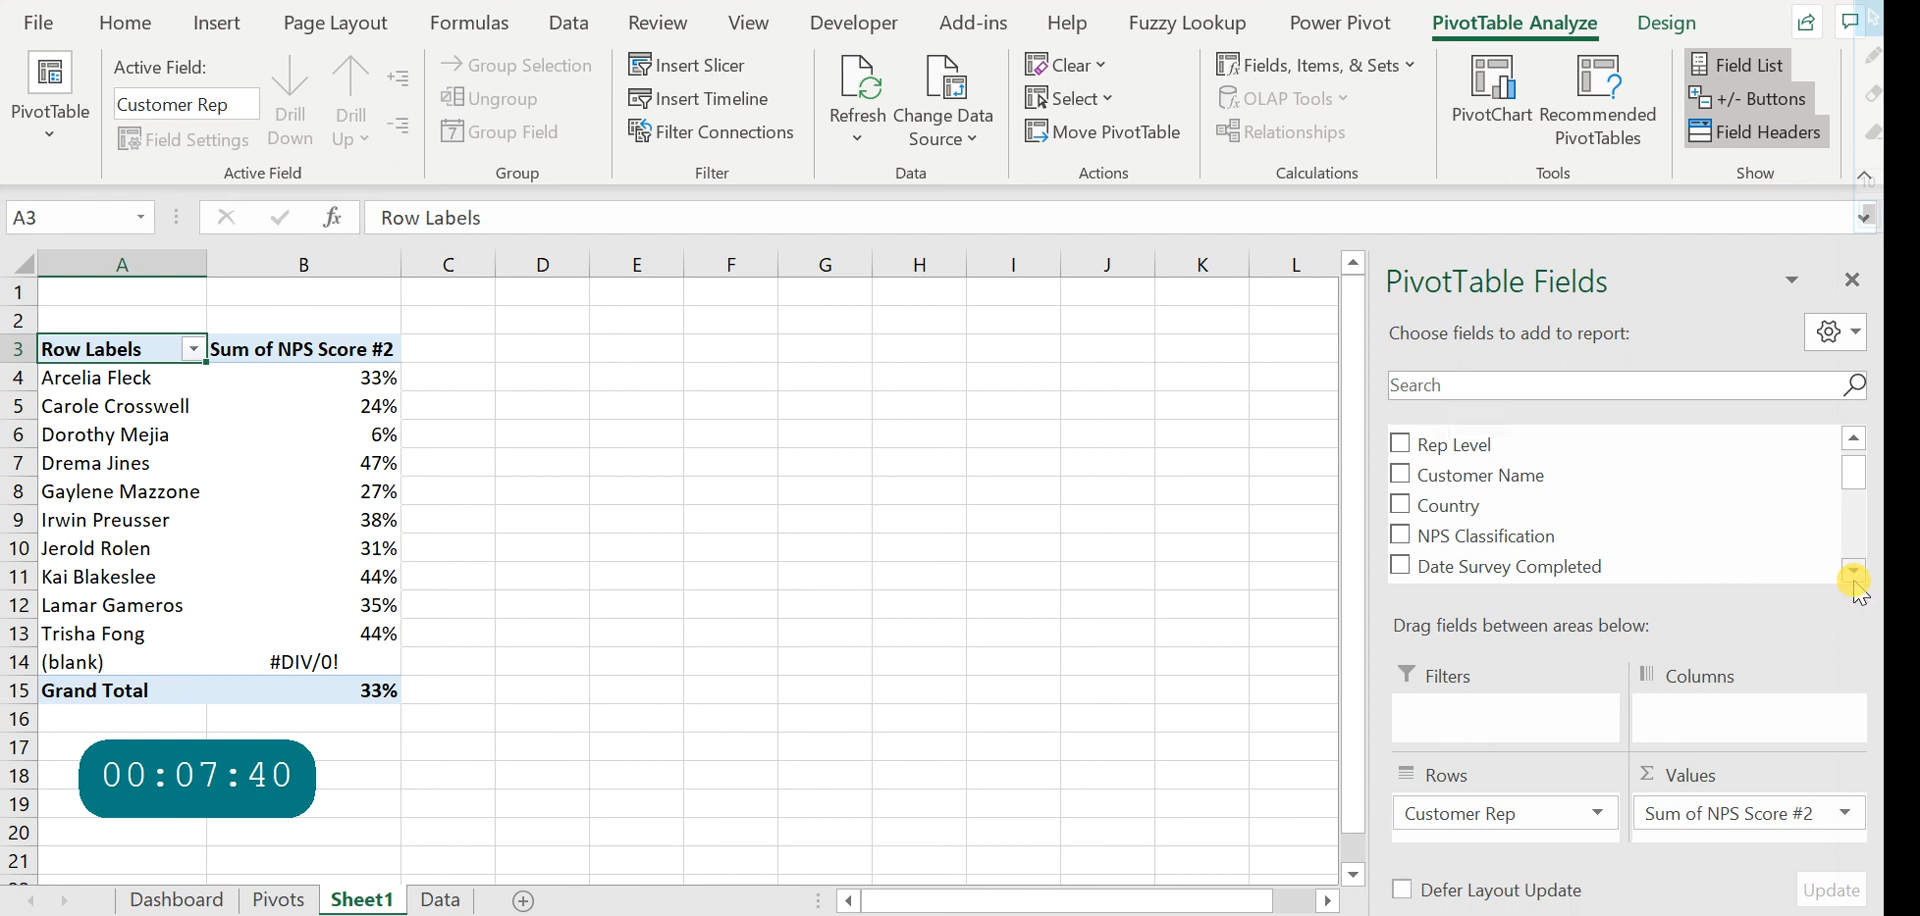 File Home Insert Page Layout Formulas Data Review View Developer Add-ins Help Fuzzy Lookup Power Pivot PivotTable Analyze Design
PivotTable
Active Field:
Customer Rep
Field Settings
Drill
Down
Drill
Up
Active Field
Group Selection
Ungroup
7 Group Field
Group
Insert Slicer
Insert Timeline
Filter Connections
Filter
Refresh
Change Data
Source
Data
Clear
Select
Move PivotTable
Actions
fx Fields, Items, & Sets
OLAP Tools
Relationships
Calculations
PivotChart
Recommended
PivotTables
Tools
Field List
+/- Buttons
Field Headers
Show
10
A3 fx Row Labels
A B C D E F G H I J K L
1
2
3 Row Labels Sum of NPS Score #2
4 Arcelia Fleck 33%
5 Carole Crosswell 24%
6 Dorothy Mejia 6%
7 Drema Jines 47%
8 Gaylene Mazzone 27%
9 Irwin Preusser 38%
10 Jerold Rolen 31%
11 Kai Blakeslee 44%
12 Lamar Gameros 35%
13 Trisha Fong 44%
14 (blank) #DIV/0!
15 Grand Total 33%
16
17
18
19
20
21
00:07:40
Dashboard Pivots Sheet1 Data
PivotTable Fields
Choose fields to add to report:
Search
Rep Level
Customer Name
Country
NPS Classification
Date Survey Completed
Drag fields between areas below:
Filters
Columns
Rows
Σ Values
Customer Rep
Sum of NPS Score #2
Defer Layout Update
Update